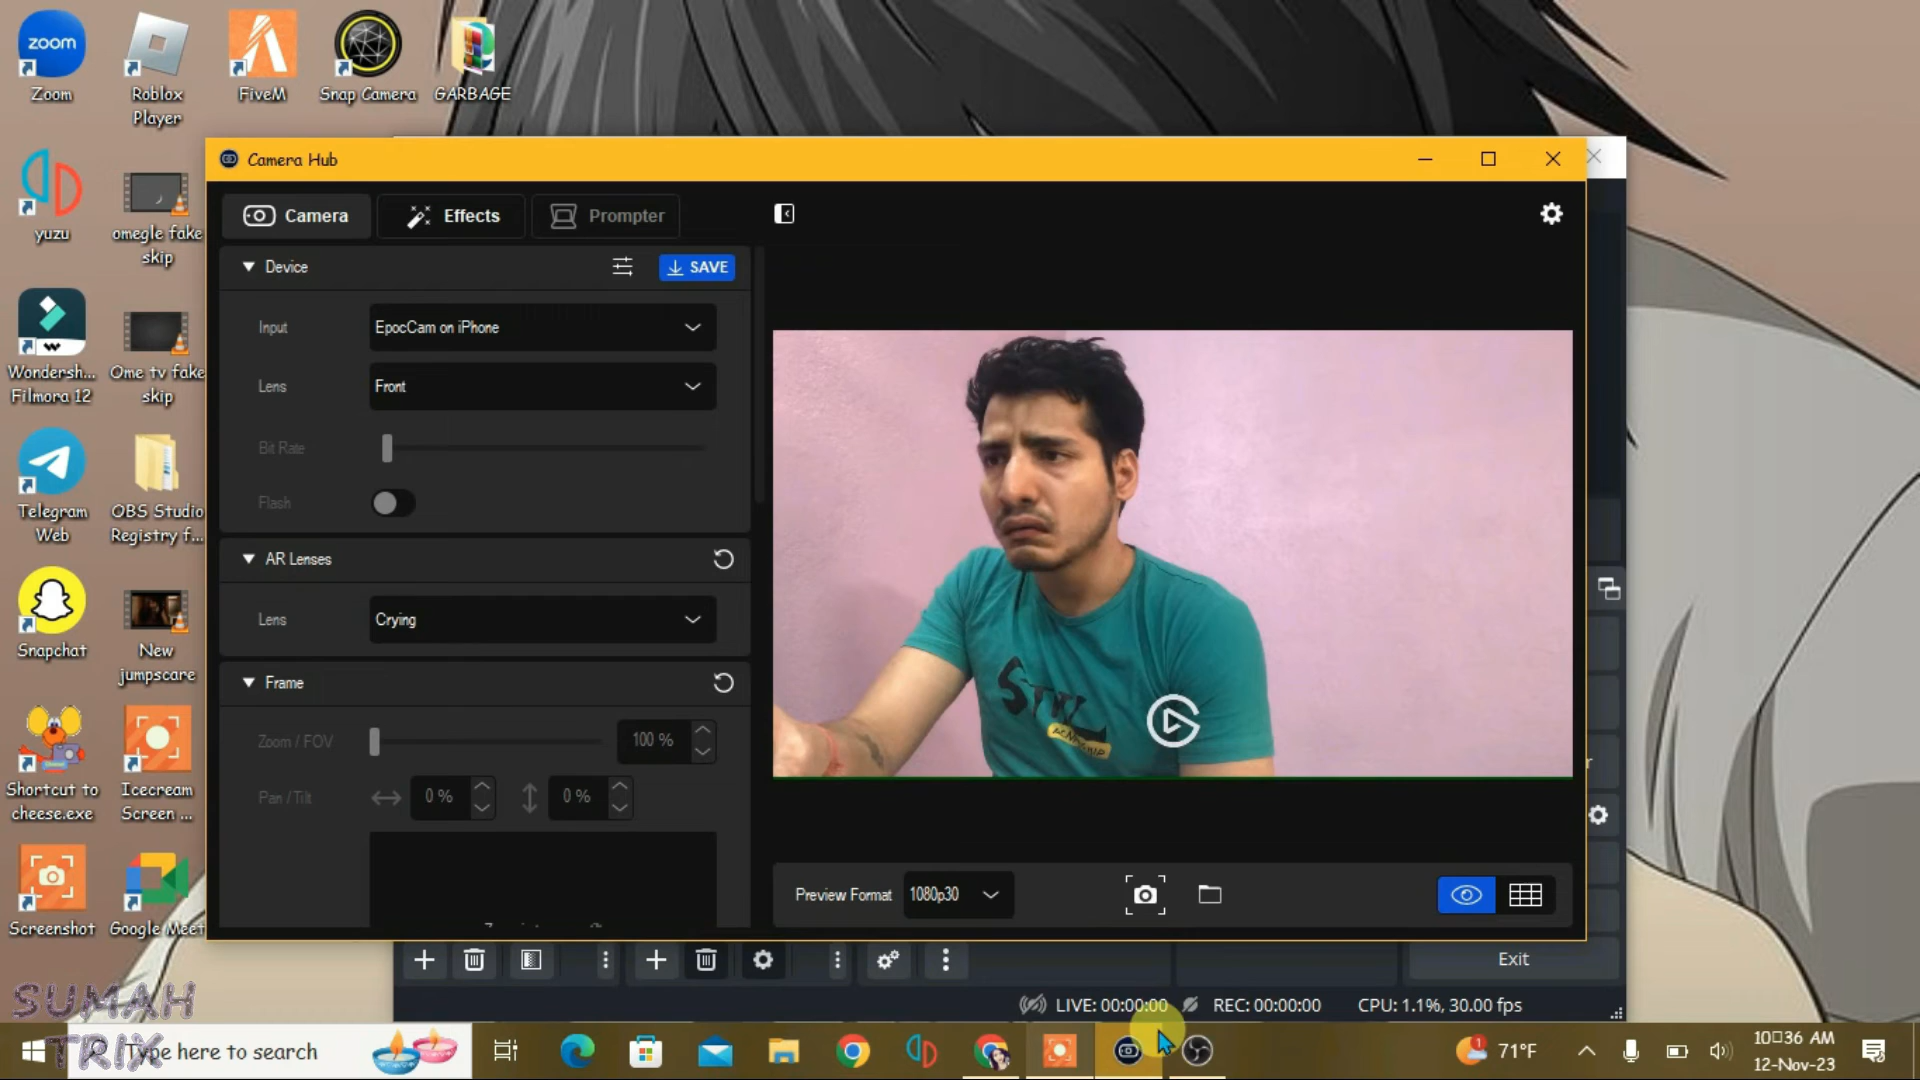 Zoom
Roblox
Player
FiveM
Snap Camera
GARBAGE
zoom
yuzu
omegle fake
skip
Wondersh...
Filmora 12
Ome tv fake
skip
Telegram
Web
OBS Studio
Registry f...
Snapchat
New
jumpscare
Shortcut to
cheese.exe
Icecream
Screen ...
Screenshot
Google Meet
Camera Hub
Camera
Effects
Prompter
Device
SAVE
Input
EpocCam on iPhone
Lens
Front
Bit Rate
Flash
AR Lenses
Lens
Crying
Frame
Zoom / FOV
100 %
Pan / Tilt
0 %
0 %
Preview Format
1080p30
Exit
LIVE: 00:00:00
REC: 00:00:00
CPU: 1.1%, 30.00 fps
SUMAH
TRIX
Type here to search
1
71°F
10:36 AM
12-Nov-23